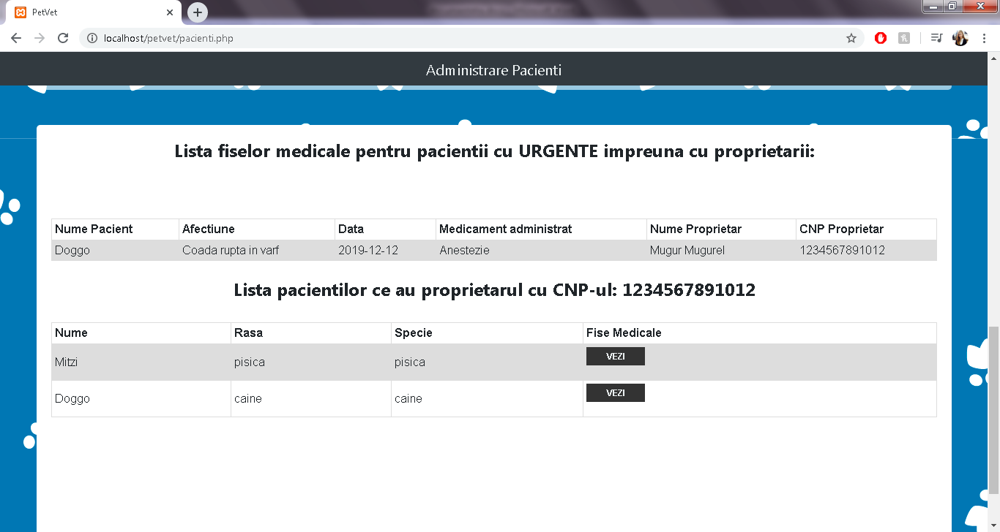 PetVet
localhost/petvet/pacienti.php
Administrare Pacienti
Lista fiselor medicale pentru pacientii cu URGENTE impreuna cu proprietarii:
Nume Pacient Afectiune Data Medicament administrat Nume Proprietar CNP Proprietar
Doggo Coada rupta in varf 2019-12-12 Anestezie Mugur Mugurel 1234567891012
Lista pacientilor ce au proprietarul cu CNP-ul: 1234567891012
Nume Rasa Specie Fise Medicale
Mitzi pisica pisica VEZI
Doggo caine caine VEZI